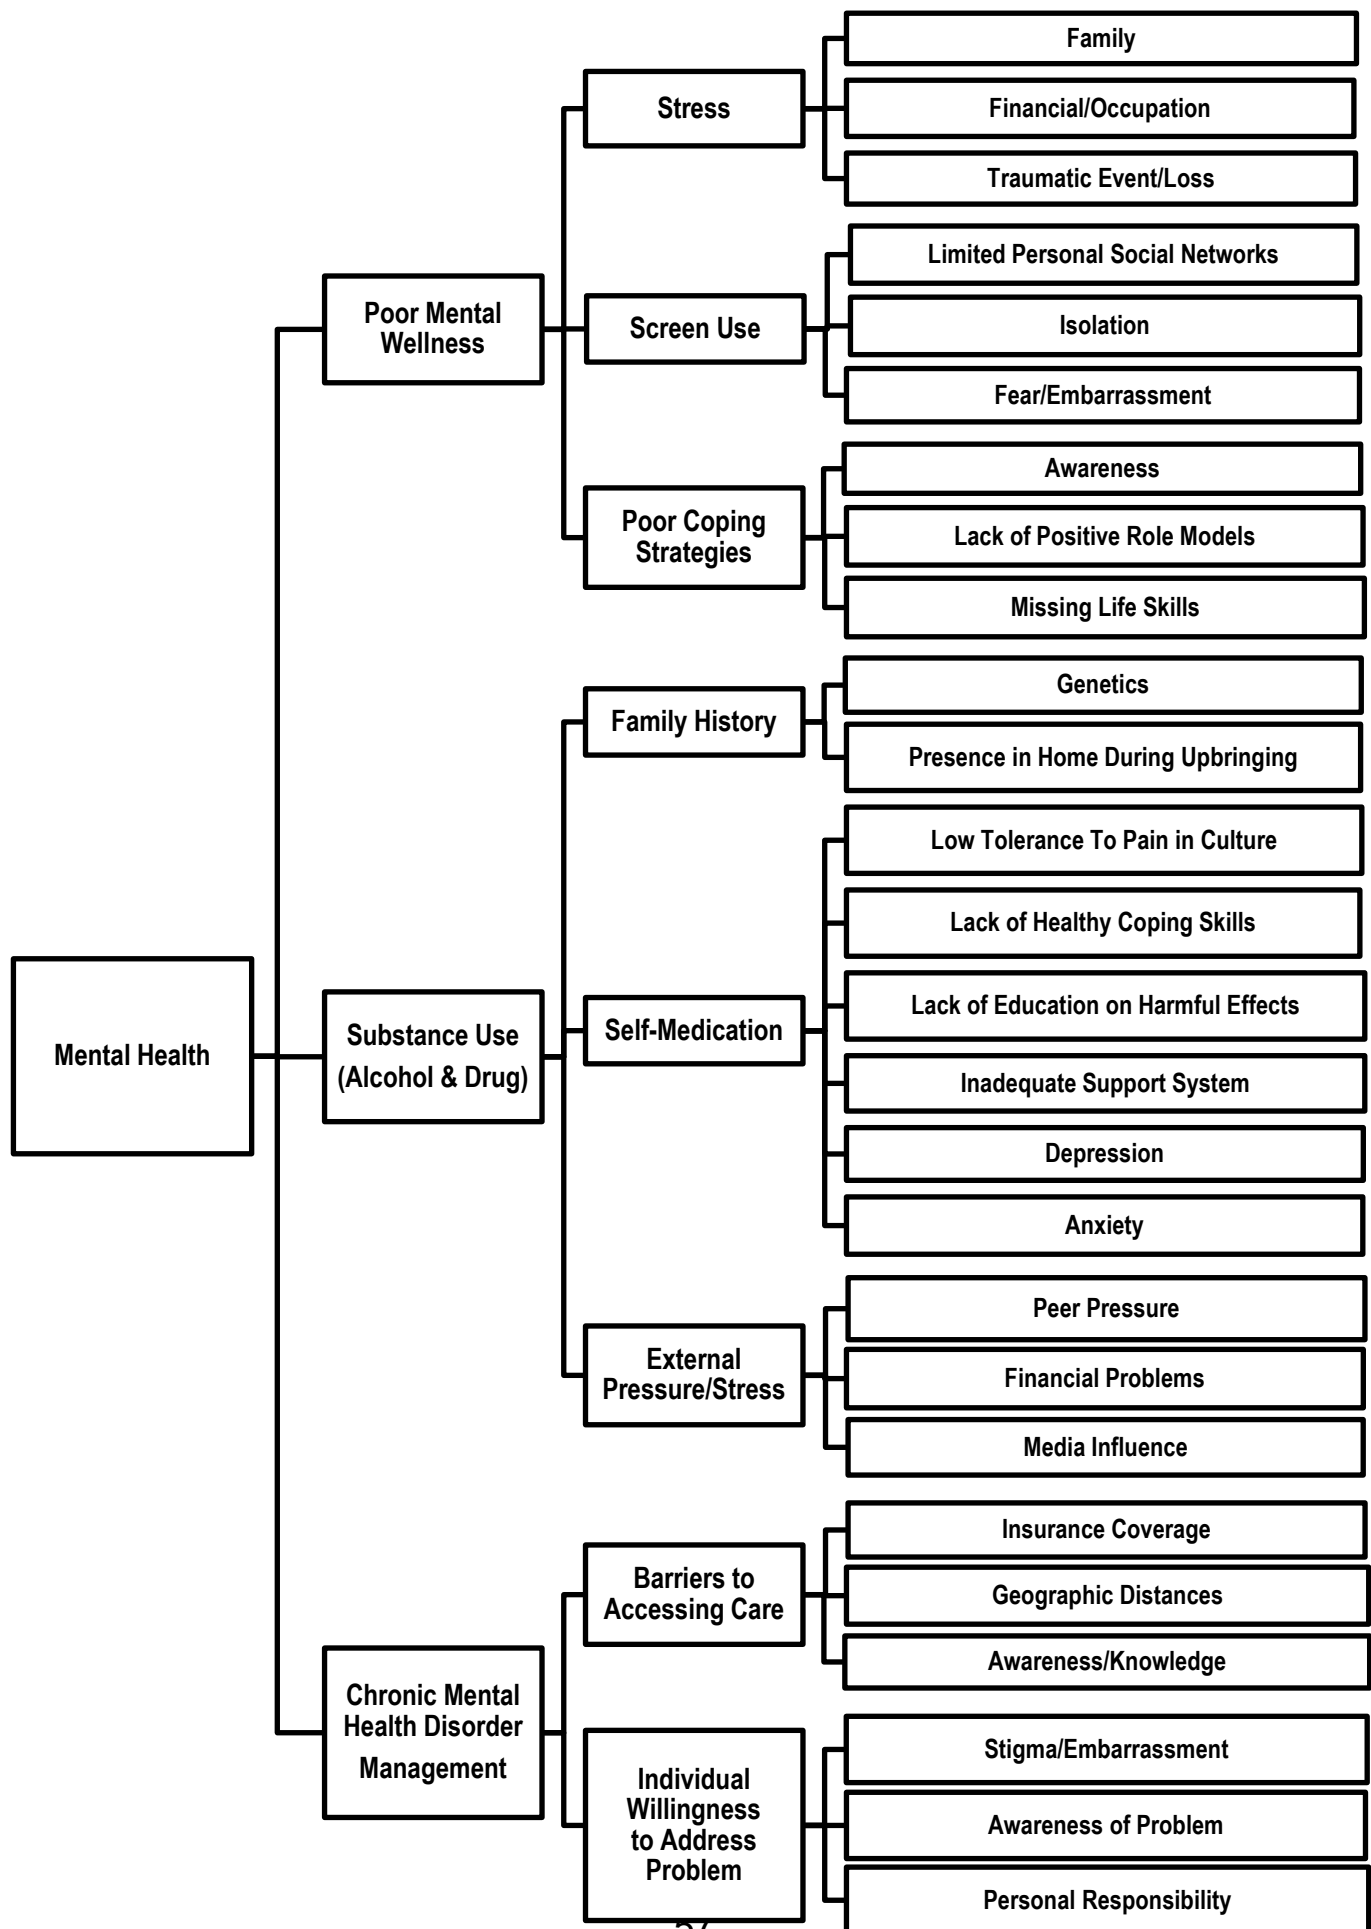 Family
Stress
Financial/Occupation
Traumatic Event/Loss
Limited Personal Social Networks
Poor Mental
Wellness
Screen Use
Isolation
Fear/Embarrassment
Awareness
Poor Coping
Strategies
Lack of Positive Role Models
Missing Life Skills
Genetics
Family History
Presence in Home During Upbringing
Low Tolerance To Pain in Culture
Lack of Healthy Coping Skills
Mental Health
Substance Use
(Alcohol & Drug)
Self-Medication
Lack of Education on Harmful Effects
Inadequate Support System
Depression
Anxiety
Peer Pressure
External
Pressure/Stress
Financial Problems
Media Influence
Insurance Coverage
Barriers to
Accessing Care
Geographic Distances
Awareness/Knowledge
Chronic Mental
Health Disorder
Management
Stigma/Embarrassment
Individual
Willingness
to Address
Problem
Awareness of Problem
Personal Responsibility